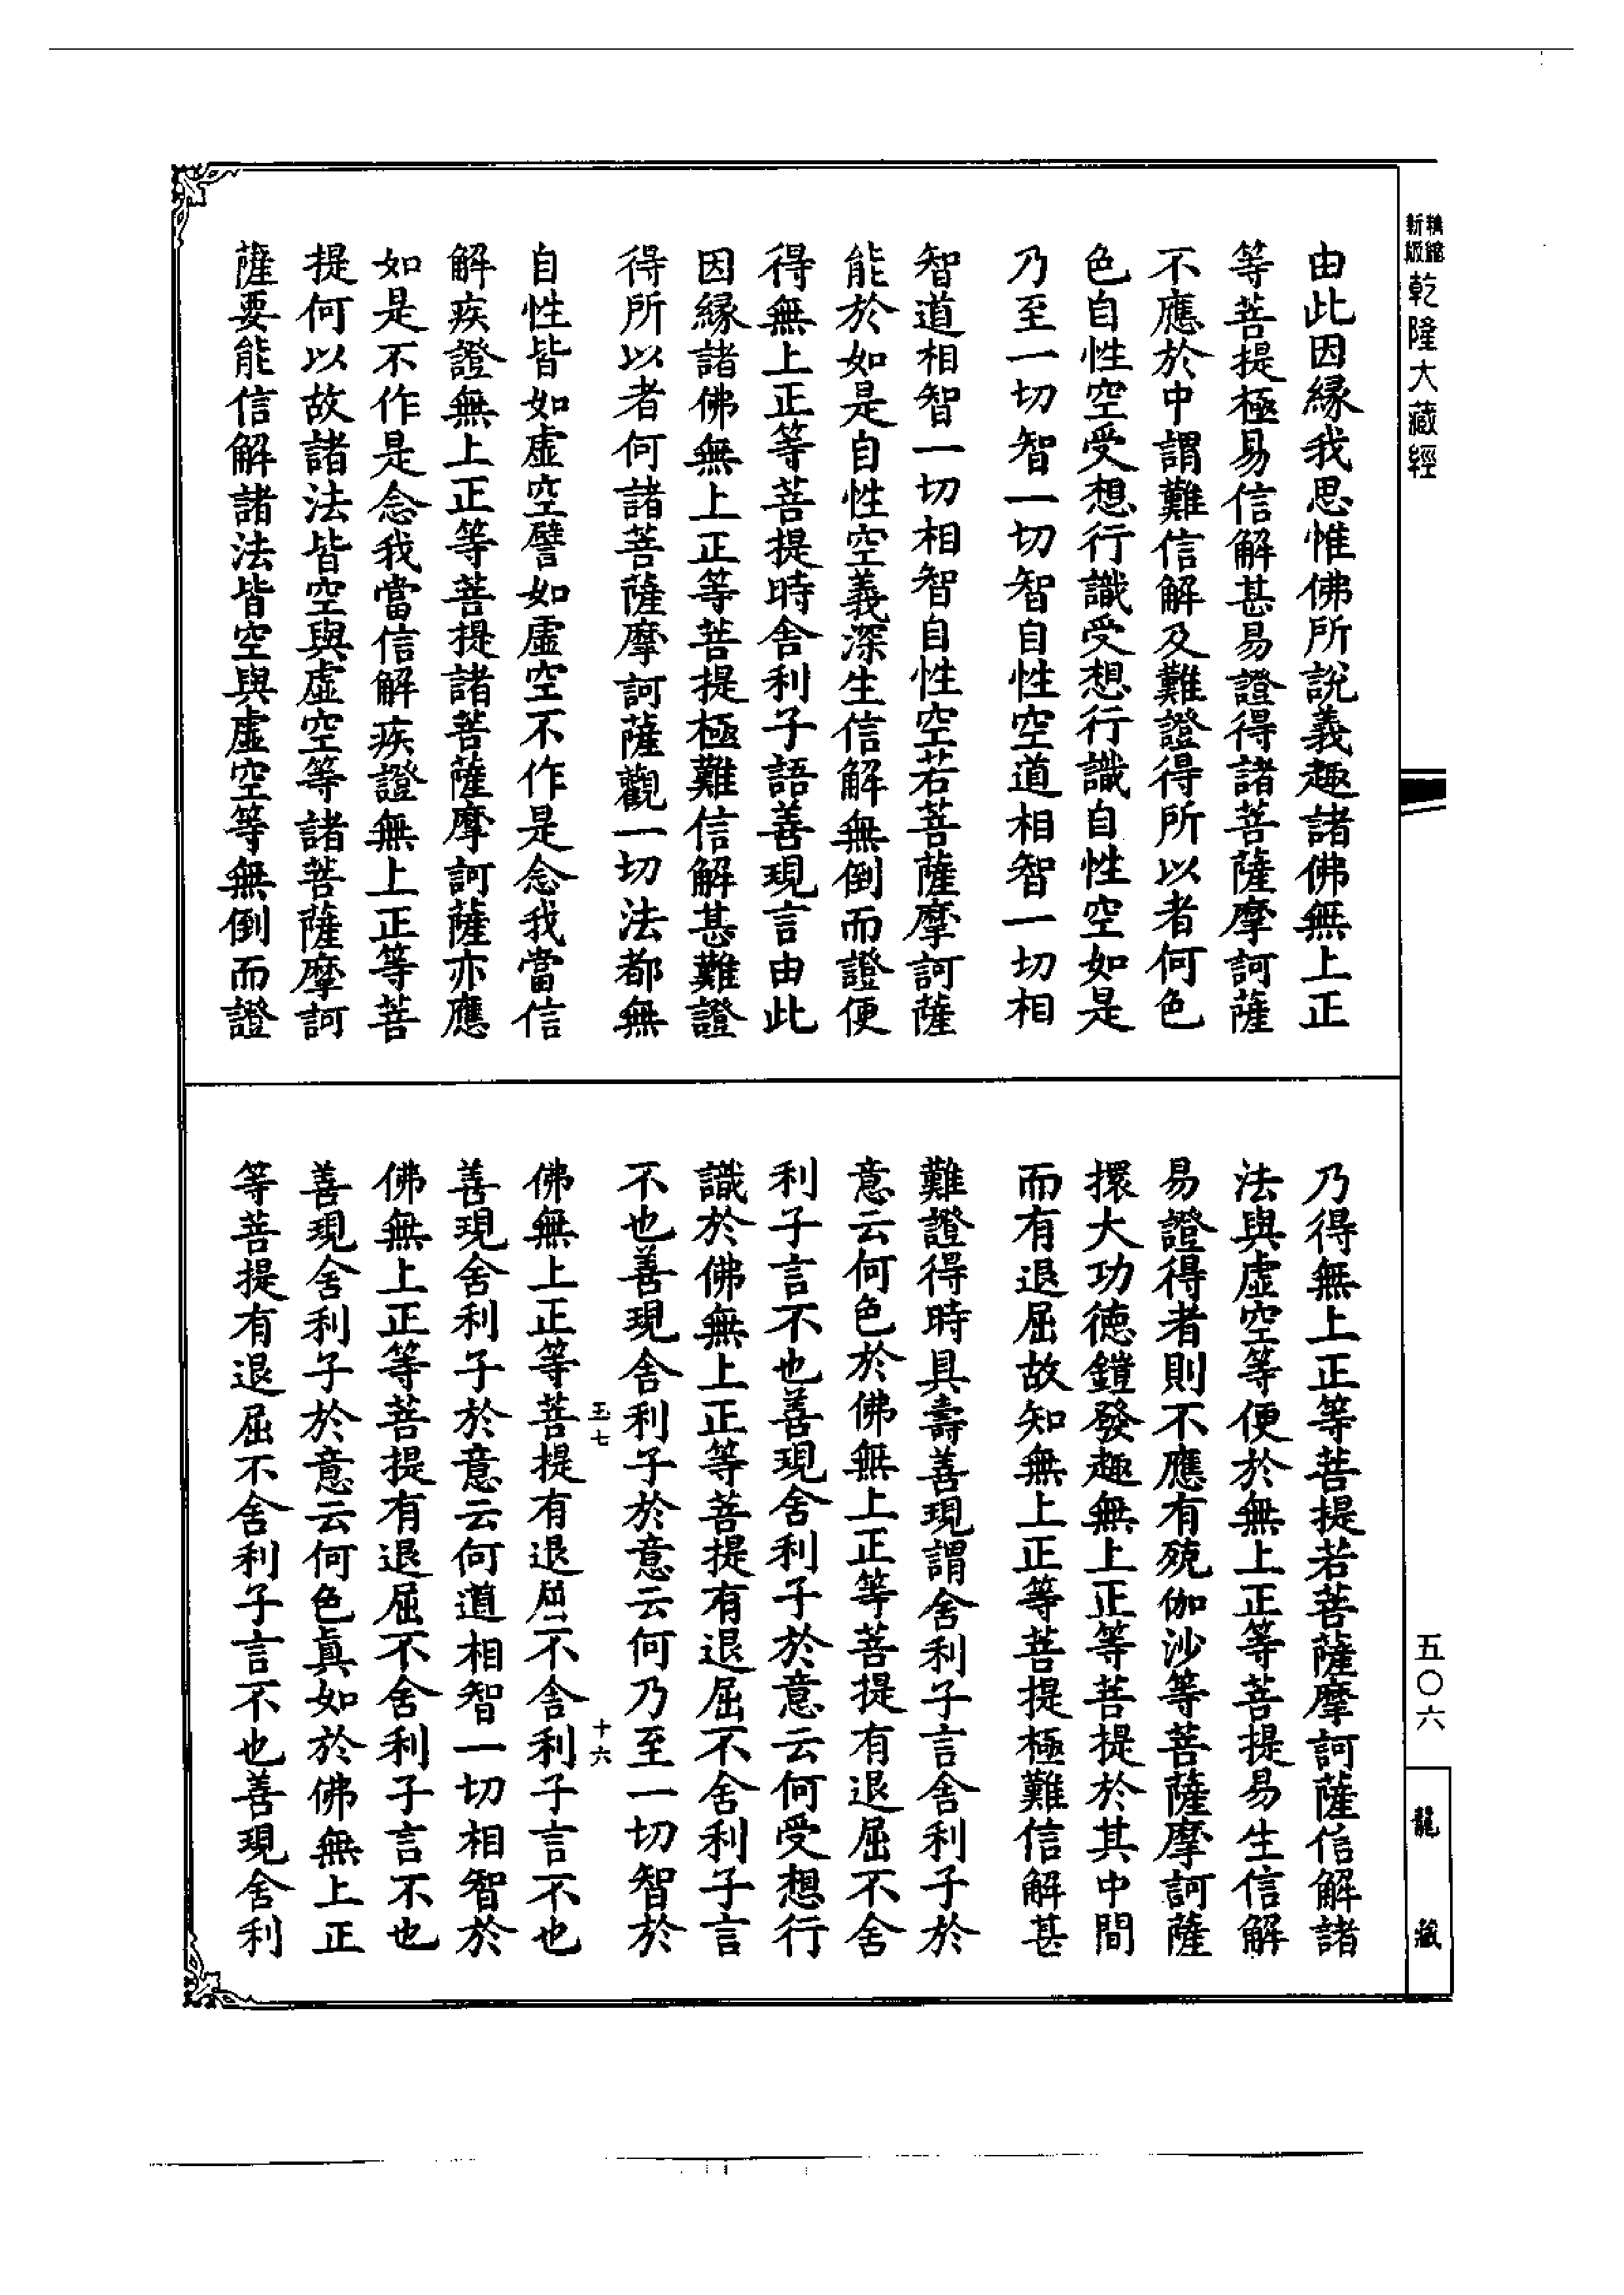 新版精縮乾隆大藏經
由此因縁我思惟佛所說義趣諸佛無上正
等菩提極易信解甚易證得諸菩薩摩訶薩
不應於中謂難信解及難證得所以者何色
色自性空受想行識受想行識自性空如是
乃至一切智一切智自性空道相智一切相
智道相智一切相智自性空若菩薩摩訶薩
能於如是自性空義深生信解無倒而證便
得無上正等菩提時舍利子語善現言由此
因縁諸佛無上正等菩提極難信解甚難證
得所以者何諸菩薩摩訶薩觀一切法都無
自性皆如虛空譬如虛空不作是念我當信
解疾證無上正等菩提諸菩薩摩訶薩亦應
如是不作是念我當信解疾證無上正等菩
提何以故諸法皆空與虛空等諸菩薩摩訶
薩要能信解諸法皆空與虛空等無倒而證
乃得無上正等菩提若菩薩摩訶薩信解諸
法與虛空等便於無上正等菩提易生信解
易證得者則不應有殑伽沙等菩薩摩訶薩
擐大功德鎧發趣無上正等菩提於其中間
而有退屈故知無上正等菩提極難信解甚
難證得時具壽善現謂舍利子言舍利子於
意云何色於佛無上正等菩提有退屈不舍
利子言不也善現舍利子於意云何受想行
識於佛無上正等菩提有退屈不舍利子言
不也善現舍利子於意云何乃至一切智於
玉七
十六
佛無上正等菩提有退屈不舍利子言不也
善現舍利子於意云何道相智一切相智於
佛無上正等菩提有退屈不舍利子言不也
善現舍利子於意云何色眞如於佛無上正
等菩提有退屈不舍利子言不也善現舍利
五〇六
龍藏